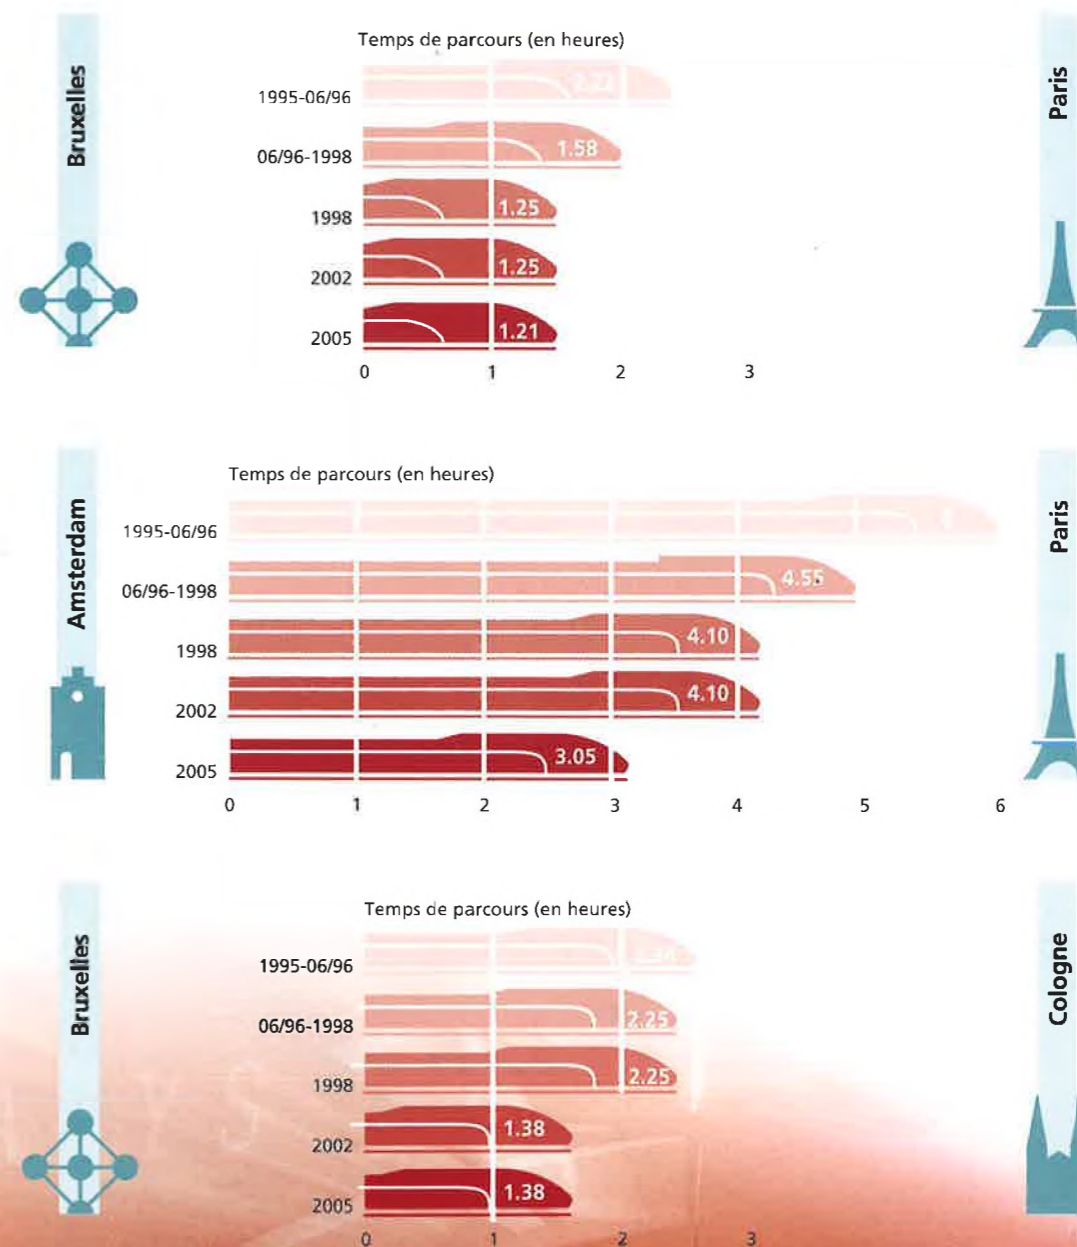 Temps de parcours (en heures)
Bruxelles
Paris
1995-06/96 2.22
06/96-1998 1.58
1998 1.25
2002 1.25
2005 1.21
0 1 2 3
Temps de parcours (en heures)
Amsterdam
Paris
1995-06/96
06/96-1998 4.55
1998 4.10
2002 4.10
2005 3.05
0 1 2 3 4 5 6
Temps de parcours (en heures)
Bruxelles
Cologne
1995-06/96
06/96-1998 2.25
1998 2.25
2002 1.38
2005 1.38
0 1 2 3